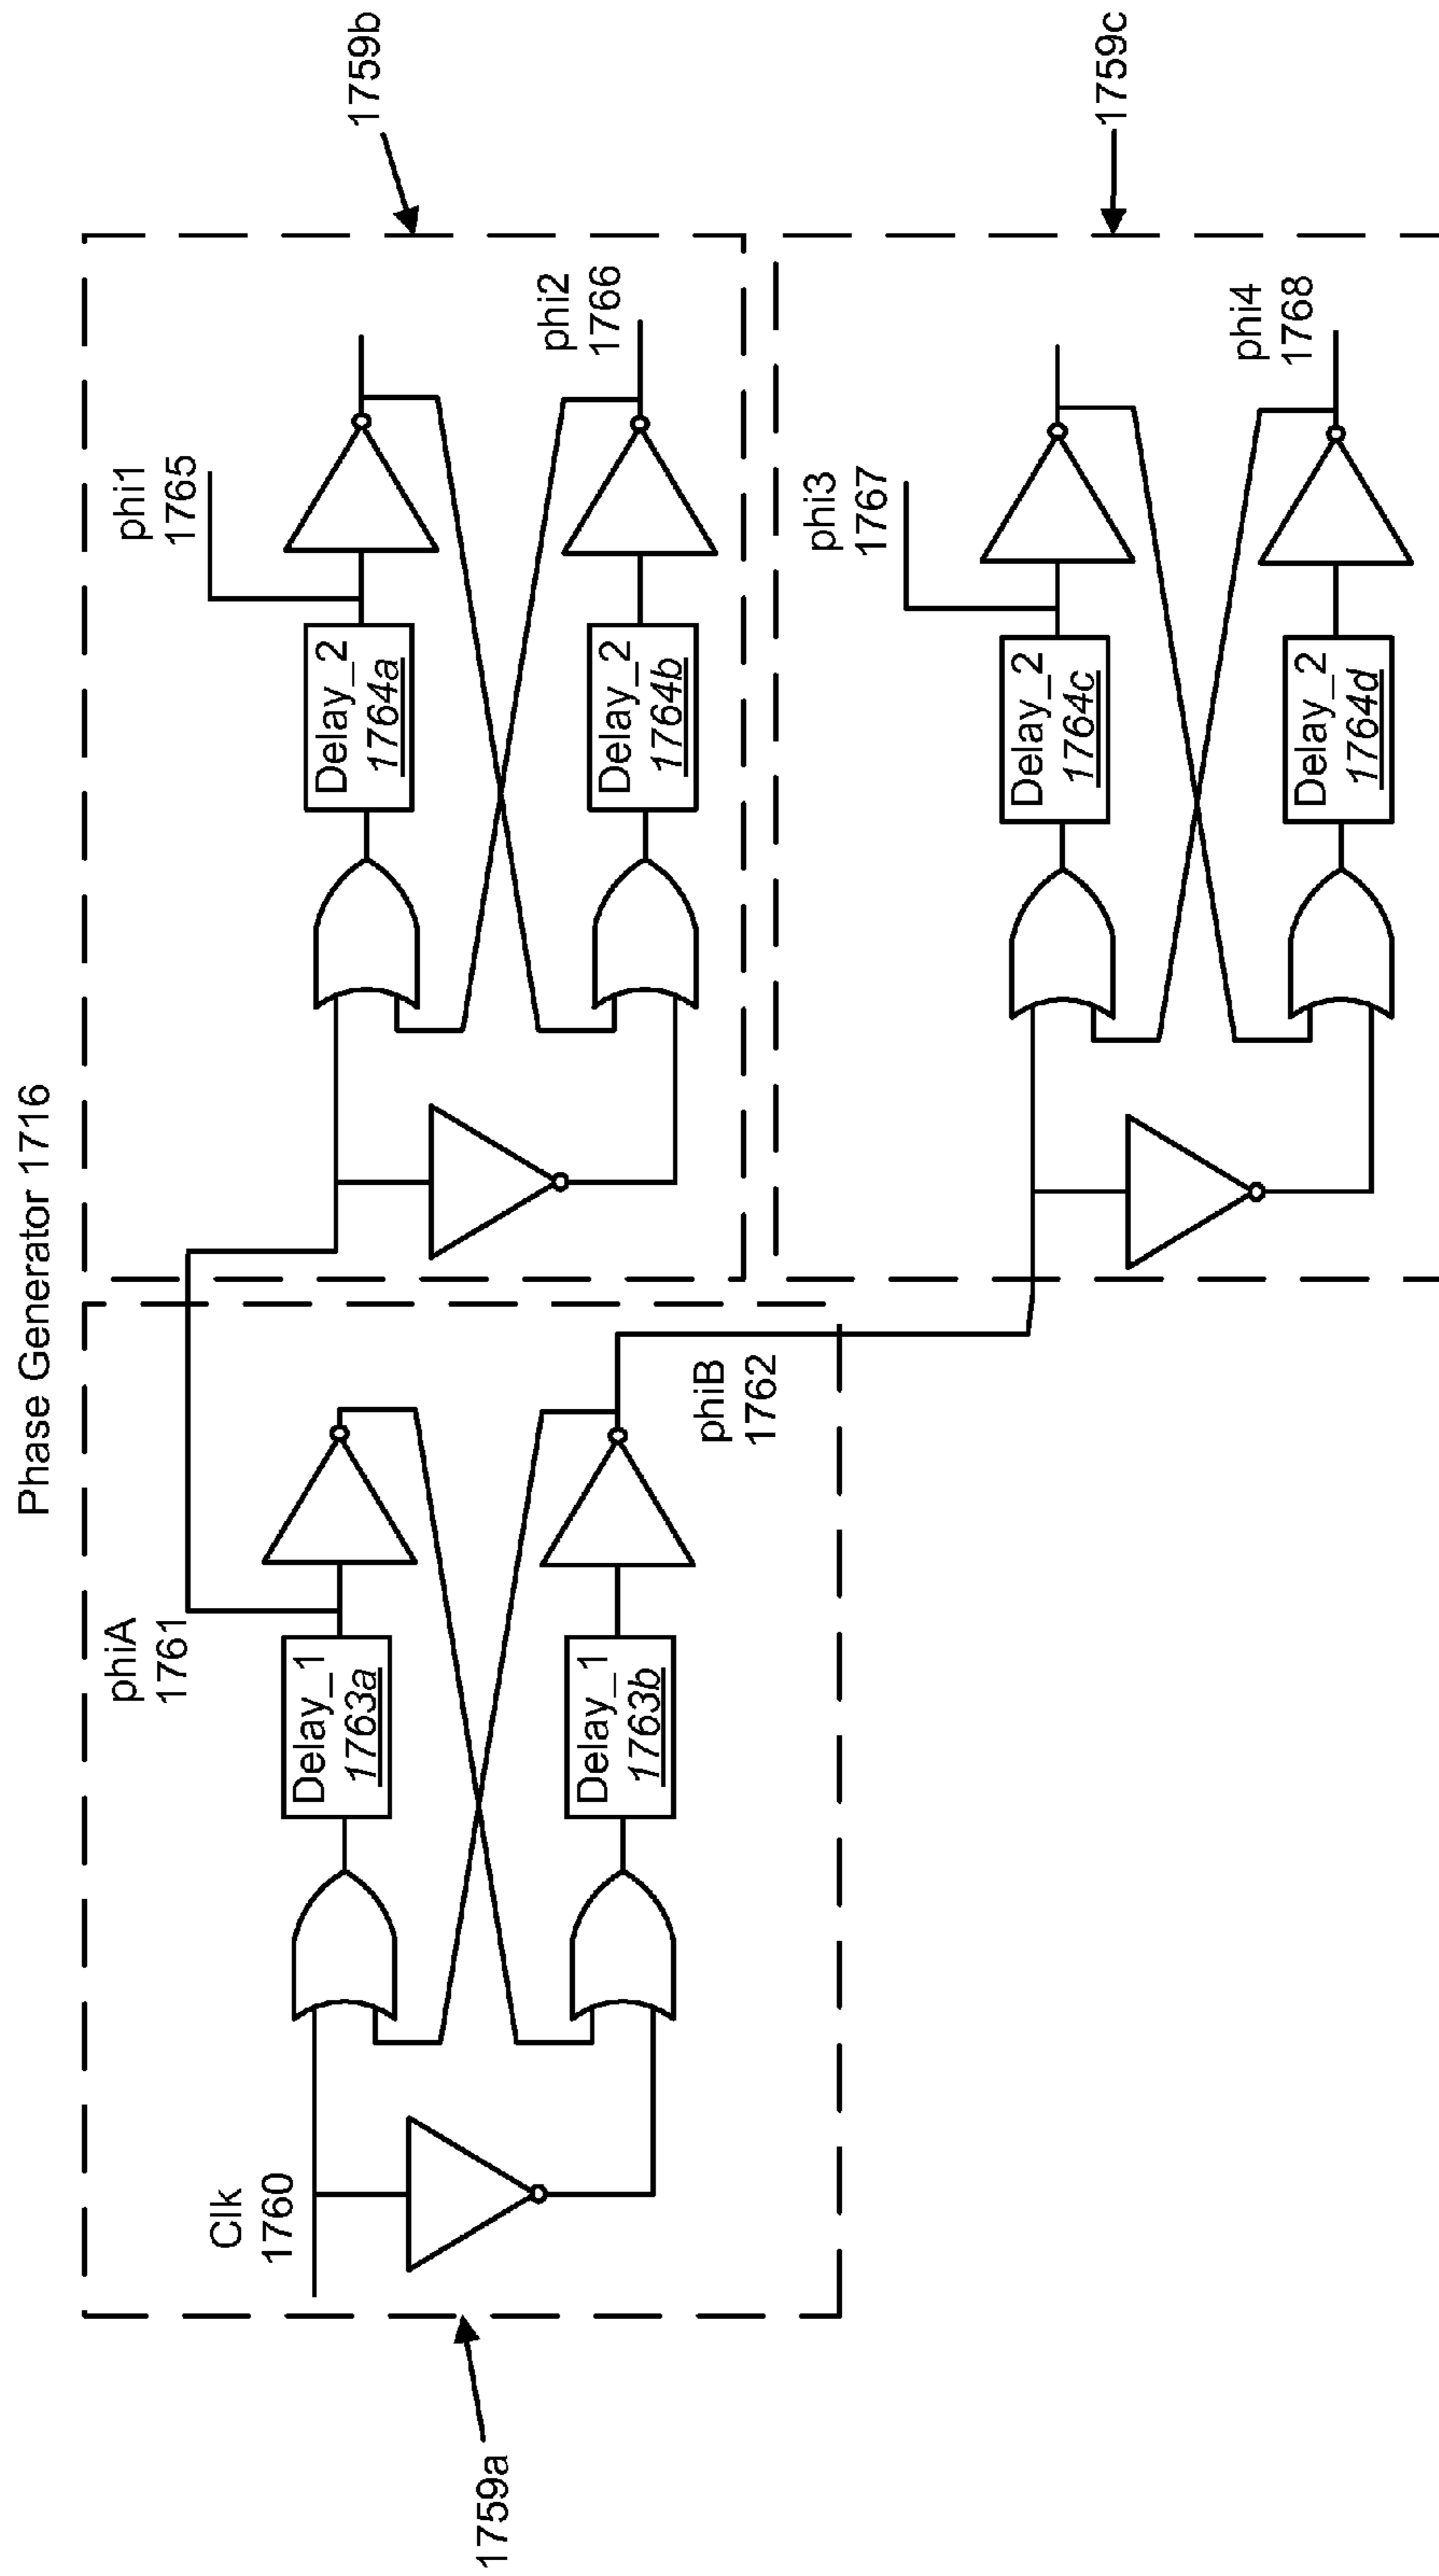 Phase Generator 1716
1759a
Clk
1760
phiA
1761
Delay_1
1763a
Delay_1
1763b
phiB
1762
phi1
1765
Delay_2
1764a
Delay_2
1764b
phi2
1766
1759b
phi3
1767
Delay_2
1764c
Delay_2
1764d
phi4
1768
1759c